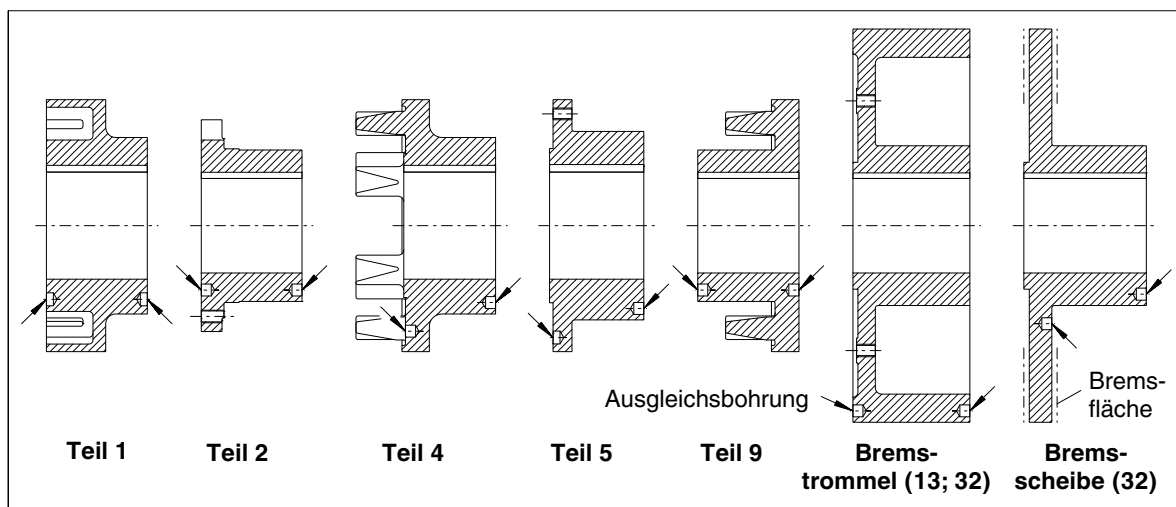 Ausgleichsbohrung
Brems-
fläche
Teil 1
Teil 2
Teil 4
Teil 5
Teil 9
Brems-
trommel (13; 32)
Brems-
scheibe (32)